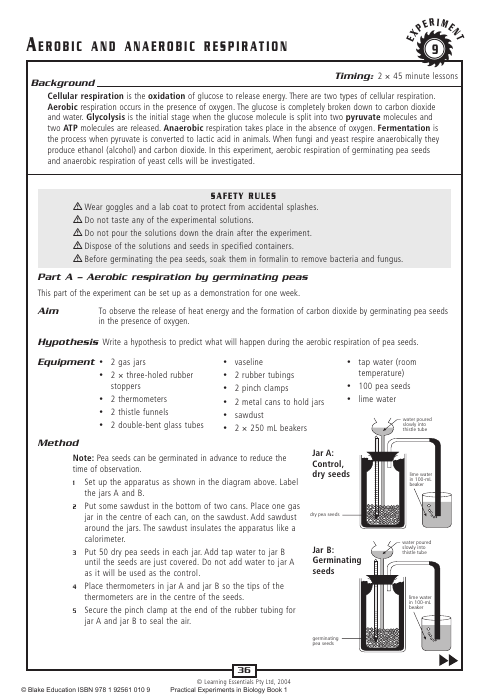 EXPERIMENT
9
AEROBIC AND ANAEROBIC RESPIRATION
Timing: 2 × 45 minute lessons
Background
Cellular respiration is the oxidation of glucose to release energy. There are two types of cellular respiration.
Aerobic respiration occurs in the presence of oxygen. The glucose is completely broken down to carbon dioxide
and water. Glycolysis is the initial stage when the glucose molecule is split into two pyruvate molecules and
two ATP molecules are released. Anaerobic respiration takes place in the absence of oxygen. Fermentation is
the process when pyruvate is converted to lactic acid in animals. When fungi and yeast respire anaerobically they
produce ethanol (alcohol) and carbon dioxide. In this experiment, aerobic respiration of germinating pea seeds
and anaerobic respiration of yeast cells will be investigated.
SAFETY RULES
Wear goggles and a lab coat to protect from accidental splashes.
Do not taste any of the experimental solutions.
Do not pour the solutions down the drain after the experiment.
Dispose of the solutions and seeds in specified containers.
Before germinating the pea seeds, soak them in formalin to remove bacteria and fungus.
Part A – Aerobic respiration by germinating peas
This part of the experiment can be set up as a demonstration for one week.
Aim To observe the release of heat energy and the formation of carbon dioxide by germinating pea seeds
in the presence of oxygen.
Hypothesis Write a hypothesis to predict what will happen during the aerobic respiration of pea seeds.
Equipment
• 2 gas jars
• 2 × three-holed rubber
stoppers
• 2 thermometers
• 2 thistle funnels
• 2 double-bent glass tubes
• vaseline
• 2 rubber tubings
• 2 pinch clamps
• 2 metal cans to hold jars
• sawdust
• 2 × 250 mL beakers
• tap water (room
temperature)
• 100 pea seeds
• lime water
Method
Note: Pea seeds can be germinated in advance to reduce the
time of observation.
1 Set up the apparatus as shown in the diagram above. Label
the jars A and B.
2 Put some sawdust in the bottom of two cans. Place one gas
jar in the centre of each can, on the sawdust. Add sawdust
around the jars. The sawdust insulates the apparatus like a
calorimeter.
3 Put 50 dry pea seeds in each jar. Add tap water to jar B
until the seeds are just covered. Do not add water to jar A
as it will be used as the control.
4 Place thermometers in jar A and jar B so the tips of the
thermometers are in the centre of the seeds.
5 Secure the pinch clamp at the end of the rubber tubing for
jar A and jar B to seal the air.
Jar A:
Control,
dry seeds
water poured
slowly into
thistle tube
lime water
in 100-mL
beaker
dry pea seeds
Jar B:
Germinating
seeds
water poured
slowly into
thistle tube
lime water
in 100-mL
beaker
germinating
pea seeds
36
© Learning Essentials Pty Ltd, 2004
© Blake Education ISBN 978 1 92561 010 9 Practical Experiments in Biology Book 1